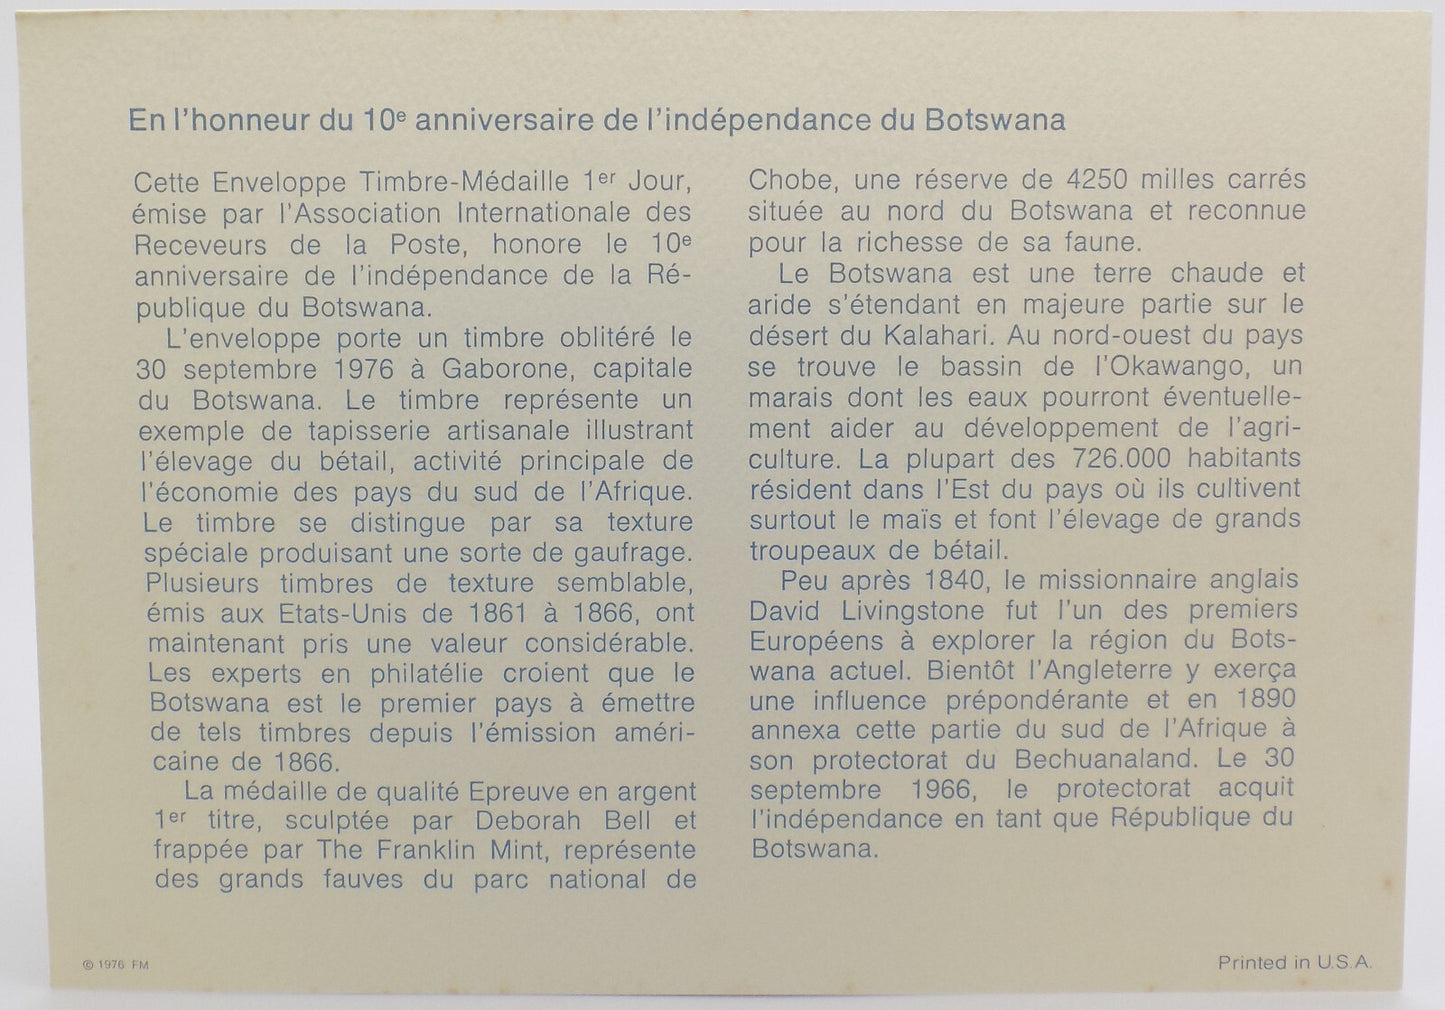 En l'honneur du 10e anniversaire de l'indépendance du Botswana
Cette Enveloppe Timbre-Médaille 1er Jour,
émise par l'Association Internationale des
Receveurs de la Poste, honore le 10e
anniversaire de l'indépendance de la Ré-
publique du Botswana.
L'enveloppe porte un timbre oblitéré le
30 septembre 1976 à Gaborone, capitale
du Botswana. Le timbre représente un
exemple de tapisserie artisanale illustrant
l'élevage du bétail, activité principale de
l'économie des pays du sud de l'Afrique.
Le timbre se distingue par sa texture
spéciale produisant une sorte de gaufrage.
Plusieurs timbres de texture semblable,
émis aux Etats-Unis de 1861 à 1866, ont
maintenant pris une valeur considérable.
Les experts en philatélie croient que le
Botswana est le premier pays à émettre
de tels timbres depuis l'émission améri-
caine de 1866.
La médaille de qualité Epreuve en argent
1er titre, sculptée par Deborah Bell et
frappée par The Franklin Mint, représente
des grands fauves du parc national de
Chobe, une réserve de 4250 milles carrés
située au nord du Botswana et reconnue
pour la richesse de sa faune.
Le Botswana est une terre chaude et
aride s'étendant en majeure partie sur le
désert du Kalahari. Au nord-ouest du pays
se trouve le bassin de l'Okawango, un
marais dont les eaux pourront éventuelle-
ment aider au développement de l'agri-
culture. La plupart des 726.000 habitants
résident dans l'Est du pays où ils cultivent
surtout le maïs et font l'élevage de grands
troupeaux de bétail.
Peu après 1840, le missionnaire anglais
David Livingstone fut l'un des premiers
Européens à explorer la région du Bots-
wana actuel. Bientôt l'Angleterre y exerça
une influence prépondérante et en 1890
annexa cette partie du sud de l'Afrique à
son protectorat du Bechuanaland. Le 30
septembre 1966, le protectorat acquit
l'indépendance en tant que République du
Botswana.
© 1976 FM
Printed in U.S.A.